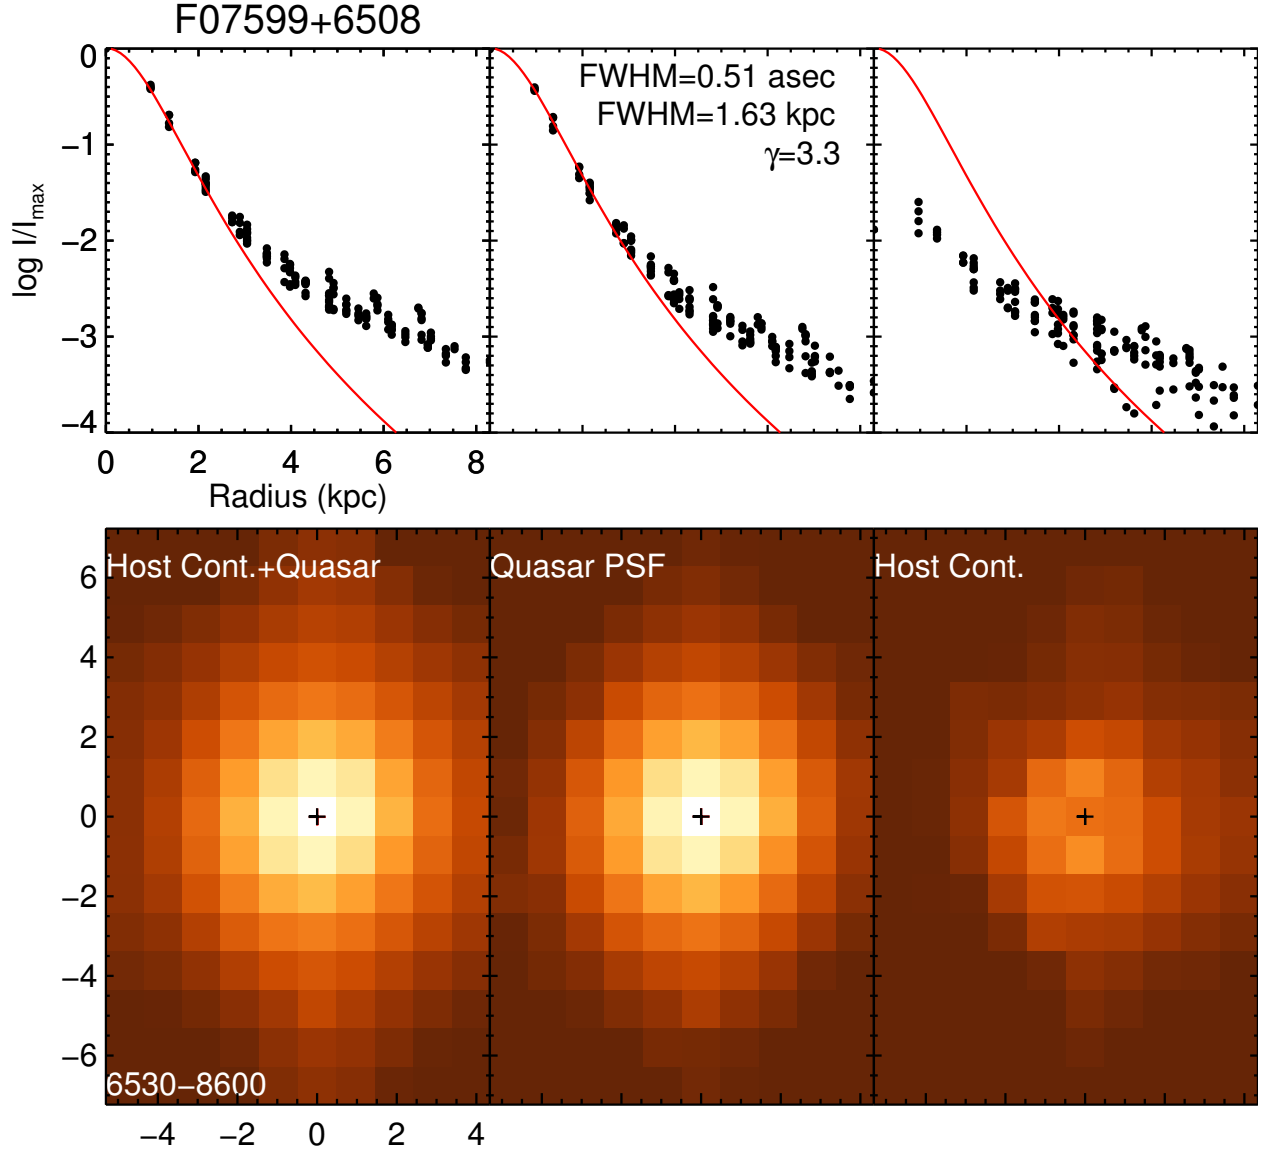 F07599+6508
0
−1
−2
−3
−4
log I/I_max
FWHM=0.51 asec
FWHM=1.63 kpc
γ=3.3
0 2 4 6 8
Radius (kpc)
Host Cont.+Quasar
Quasar PSF
Host Cont.
6
4
2
0
−2
−4
−6
6530−8600
−4 −2 0 2 4